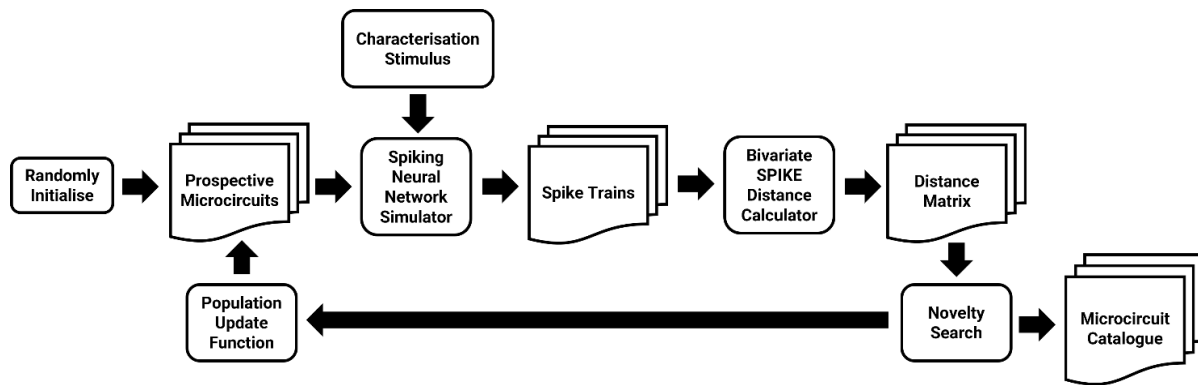 Characterisation
Stimulus
Randomly
Initialise
Prospective
Microcircuits
Spiking
Neural
Network
Simulator
Spike Trains
Bivariate
SPIKE
Distance
Calculator
Distance
Matrix
Population
Update
Function
Novelty
Search
Microcircuit
Catalogue